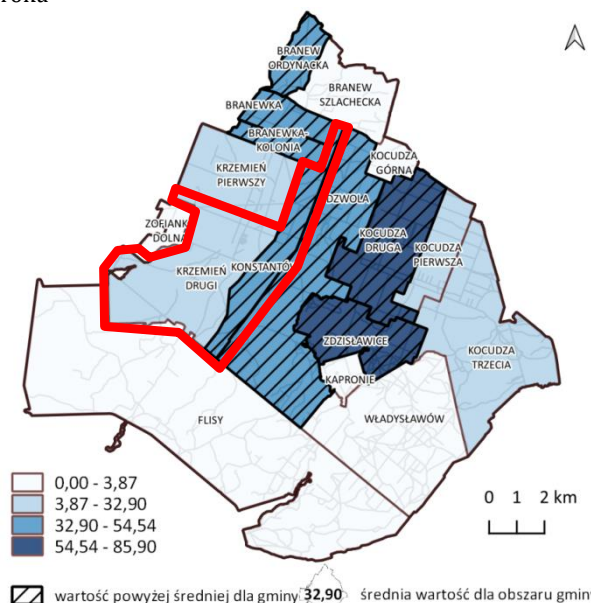 BRANEW
ORDYNACKA
BRANEW
SZLACHECKA
BRANEWKA
BRANEWKA-
KOLONIA
KOCUDZA
GÓRNA
KRZEMIEŃ
PIERWSZY
DZWOLA
ZOFIANKA
DOLNA
KOCUDZA
DRUGA
KOCUDZA
PIERWSZA
KRZEMIEŃ
DRUGI
KONSTANTÓW
ZDZISŁAWICE
KOCUDZA
TRZECIA
KAPRONIE
FLISY
WŁADYSŁAWÓW
0,00 - 3,87
3,87 - 32,90
32,90 - 54,54
54,54 - 85,90
0 1 2 km
wartość powyżej średniej dla gminy
32,90 średnia wartość dla obszaru gminy